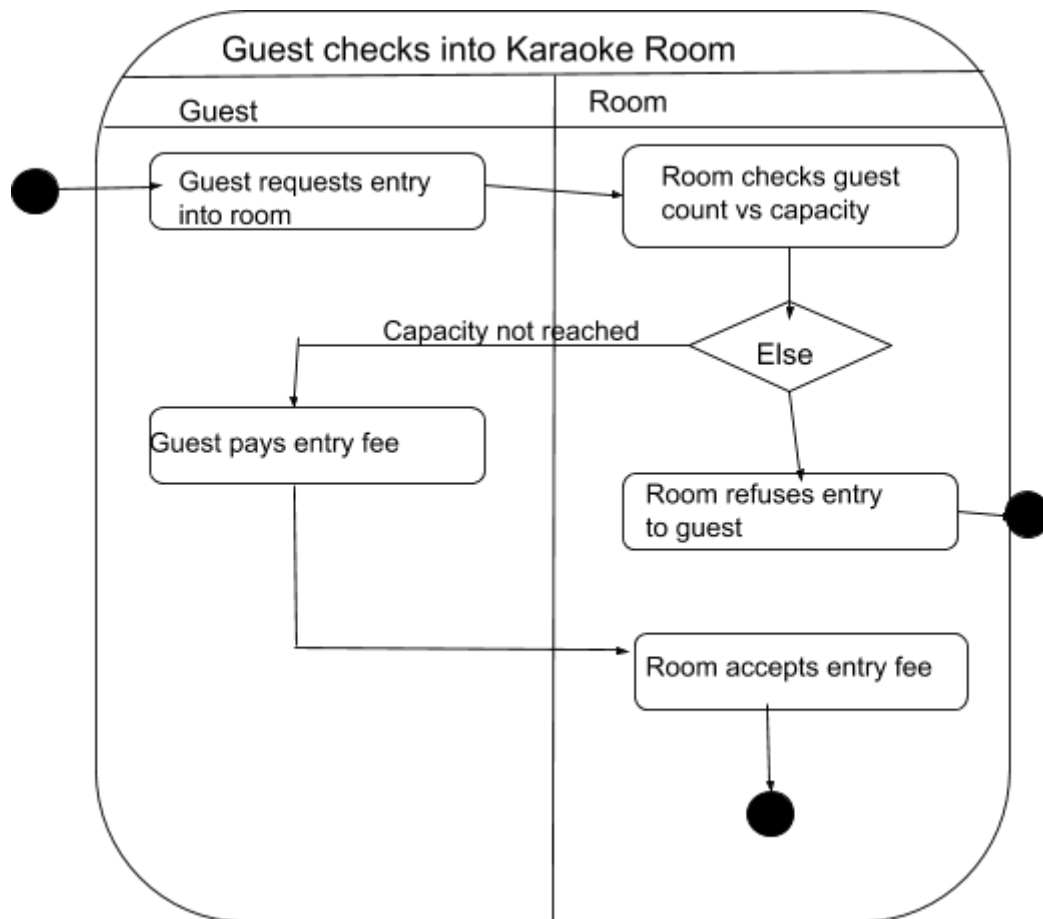 Guest checks into Karaoke Room
Guest
Room
Guest requests entry
into room
Room checks guest
count vs capacity
Capacity not reached
Else
Guest pays entry fee
Room refuses entry
to guest
Room accepts entry fee